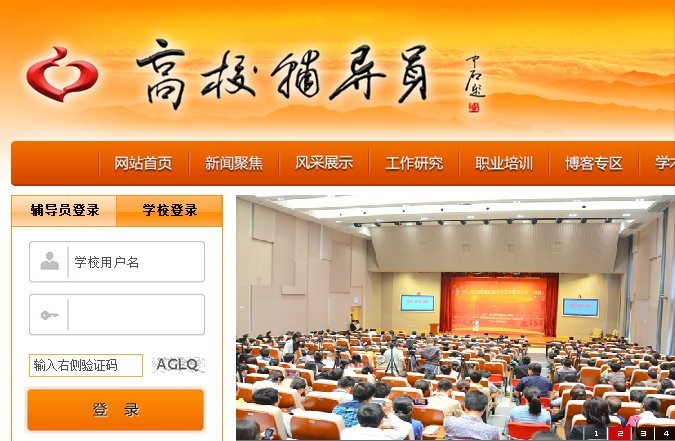 高校辅导员
网站首页 新闻聚焦 风采展示 工作研究 职业培训 博客专区 学术
辅导员登录 学校登录
学校用户名
输入右侧验证码 AGLQ
登 录
1 2 3 4